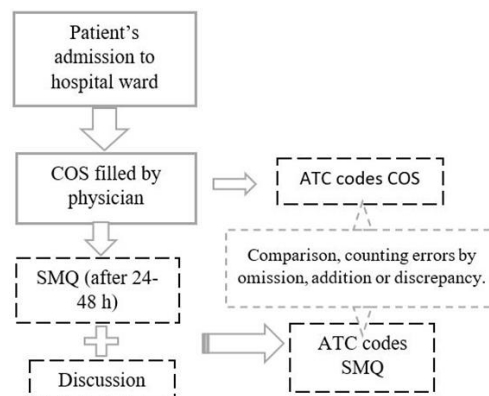 Patient's
admission to
hospital ward
COS filled by
physician
ATC codes COS
Comparison, counting errors by
omission, addition or discrepancy.
SMQ (after 24-
48 h)
ATC codes
SMQ
Discussion